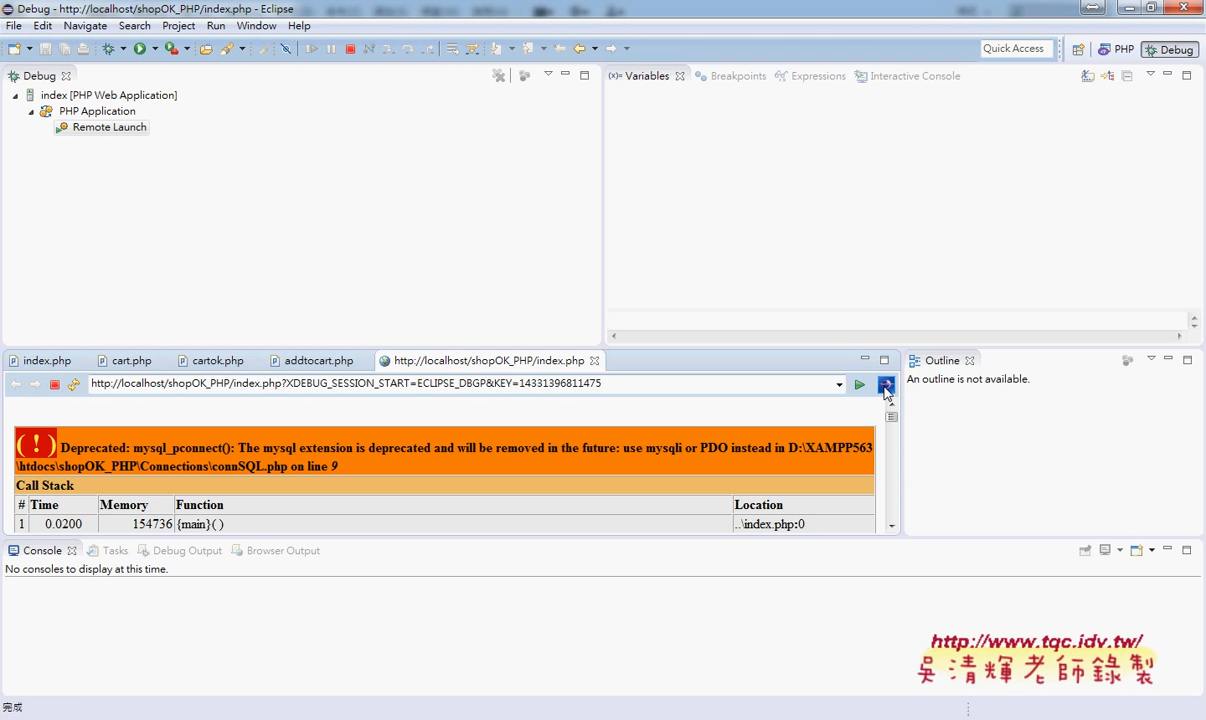 Debug - http://localhost/shopOK_PHP/index.php - Eclipse
File Edit Navigate Search Project Run Window Help
Quick Access PHP Debug
Debug
index [PHP Web Application]
PHP Application
Remote Launch
(x)= Variables Breakpoints Expressions Interactive Console
index.php cart.php cartok.php addtocart.php http://localhost/shopOK_PHP/index.php
http://localhost/shopOK_PHP/index.php?XDEBUG_SESSION_START=ECLIPSE_DBGP&KEY=14331396811475
( ! ) Deprecated: mysql_pconnect(): The mysql extension is deprecated and will be removed in the future: use mysqli or PDO instead in D:\XAMPP563
\htdocs\shopOK_PHP\Connections\connSQL.php on line 9
Call Stack
# Time Memory Function Location
1 0.0200 154736 {main}( ) ..\index.php:0
Outline
An outline is not available.
Console Tasks Debug Output Browser Output
No consoles to display at this time.
http://www.tqc.idv.tw/
吳清輝老師錄製
完成